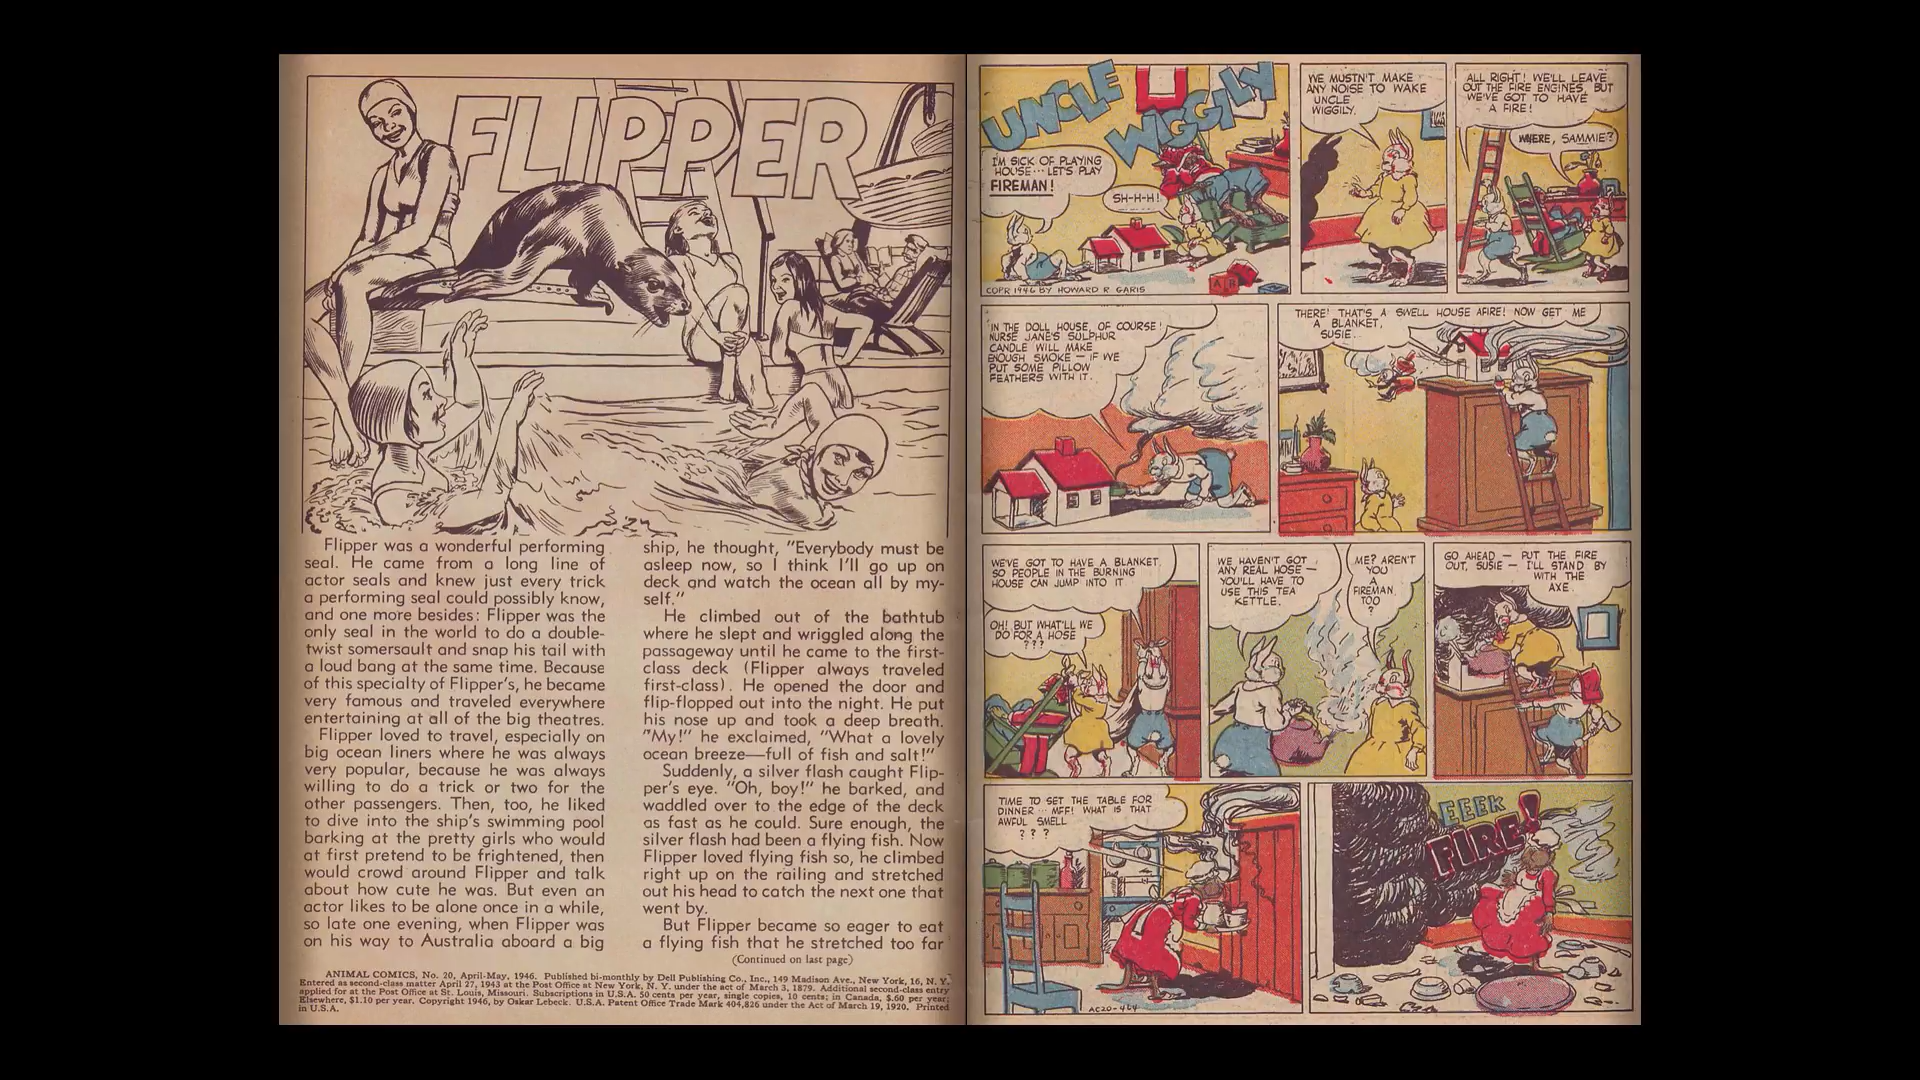 FLIPPER
Flipper was a wonderful performing
seal. He came from a long line of
actor seals and knew just every trick
a performing seal could possibly know,
and one more besides: Flipper was the
only seal in the world to do a double-
twist somersault and snap his tail with
a loud bang at the same time. Because
of this specialty of Flipper's, he became
very famous and traveled everywhere
entertaining at all of the big theatres.
Flipper loved to travel, especially on
big ocean liners where he was always
very popular, because he was always
willing to do a trick or two for the
other passengers. Then, too, he liked
to dive into the ship's swimming pool
barking at the pretty girls who would
at first pretend to be frightened, then
would crowd around Flipper and talk
about how cute he was. But even an
actor likes to be alone once in a while,
so late one evening, when Flipper was
on his way to Australia aboard a big
ship, he thought, "Everybody must be
asleep now, so I think I'll go up on
deck and watch the ocean all by my-
self."
He climbed out of the bathtub
where he slept and wriggled along the
passageway until he came to the first-
class deck (Flipper always traveled
first-class). He opened the door and
flip-flopped out into the night. He put
his nose up and took a deep breath.
"My!" he exclaimed, "What a lovely
ocean breeze—full of fish and salt!"
Suddenly, a silver flash caught Flip-
per's eye. "Oh, boy!" he barked, and
waddled over to the edge of the deck
as fast as he could. Sure enough, the
silver flash had been a flying fish. Now
Flipper loved flying fish so, he climbed
right up on the railing and stretched
out his head to catch the next one that
went by.
But Flipper became so eager to eat
a flying fish that he stretched too far
(Continued on last page)
ANIMAL COMICS, No. 20, April-May, 1946. Published bi-monthly by Dell Publishing Co., Inc., 149 Madison Ave., New York, 16, N. Y.
Entered as second-class matter April 27, 1943 at the Post Office at New York, N. Y. under the act of March 3, 1879. Additional second-class entry
applied for at the Post Office at St. Louis, Missouri. Subscriptions in U.S.A. 50 cents per year, single copies, 10 cents; in Canada, $.60 per year;
Elsewhere, $1.10 per year. Copyright 1946, by Oskar Lebeck. U.S.A. Patent Office Trade Mark 404,826 under the Act of March 19, 1920. Printed
in U.S.A.
UNCLE
WIGGILY
I'M SICK OF PLAYING
HOUSE --- LET'S PLAY
FIREMAN!
SH-H-H!
A B
COPR 1946 BY HOWARD R. GARIS
WE MUSTN'T MAKE
ANY NOISE TO WAKE
UNCLE
WIGGILY.
ALL RIGHT! WE'LL LEAVE
OUT THE FIRE ENGINES, BUT
WE'VE GOT TO HAVE
A FIRE!
WHERE, SAMMIE?
IN THE DOLL HOUSE, OF COURSE!
NURSE JANE'S SULPHUR
CANDLE WILL MAKE
ENOUGH SMOKE — IF WE
PUT SOME PILLOW
FEATHERS WITH IT.
THERE! THAT'S A SWELL HOUSE AFIRE! NOW GET ME
A BLANKET,
SUSIE.
WE'VE GOT TO HAVE A BLANKET
SO PEOPLE IN THE BURNING
HOUSE CAN JUMP INTO IT
OH! BUT WHAT'LL WE
DO FOR A HOSE
???
WE HAVEN'T GOT
ANY REAL HOSE —
YOU'LL HAVE TO
USE THIS TEA
KETTLE.
ME? AREN'T
YOU
A
FIREMAN,
TOO
?
GO AHEAD — PUT THE FIRE
OUT, SUSIE — I'LL STAND BY
WITH THE
AXE.
TIME TO SET THE TABLE FOR
DINNER --- MFF! WHAT IS THAT
AWFUL SMELL
???
AC20-464
EEEK
FIRE!